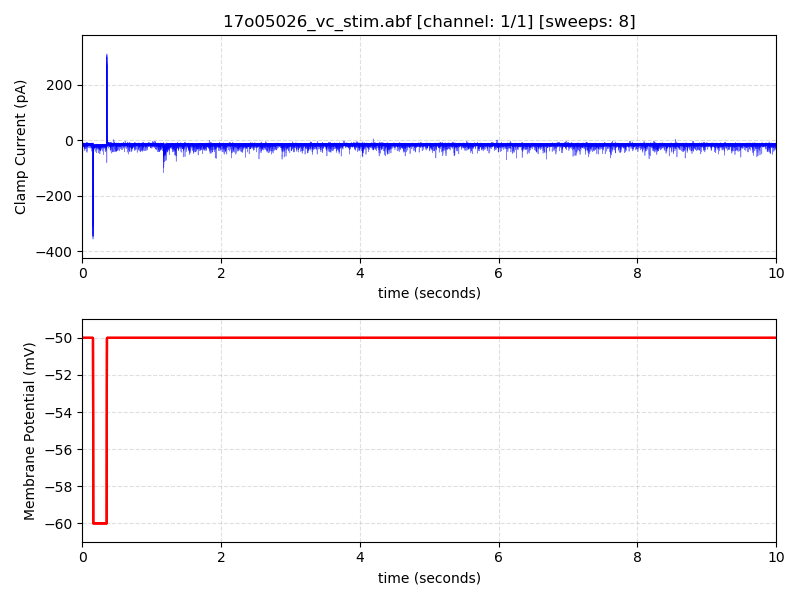 17o05026_vc_stim.abf [channel: 1/1] [sweeps: 8]
Clamp Current (pA)
200
0
−200
−400
0 2 4 6 8 10
time (seconds)
Membrane Potential (mV)
−50
−52
−54
−56
−58
−60
0 2 4 6 8 10
time (seconds)